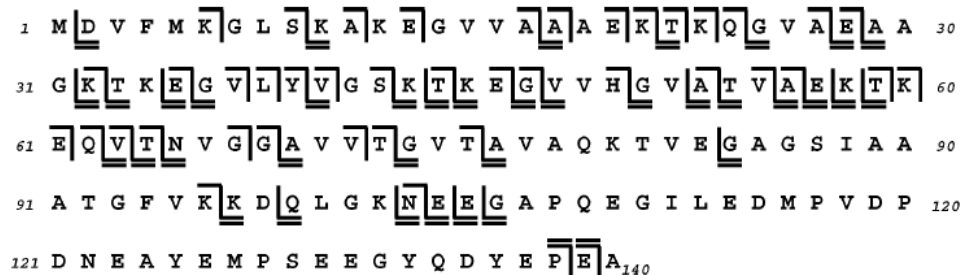 1 M D V F M K G L S K A K E G V V A A A E K T K Q G V A E A A 30
31 G K T K E G V L Y V G S K T K E G V V H G V A T V A E K T K 60
61 E Q V T N V G G A V V T G V T A V A Q K T V E G A G S I A A 90
91 A T G F V K K D Q L G K N E E G A P Q E G I L E D M P V D P 120
121 D N E A Y E M P S E E G Y Q D Y E P E A 140